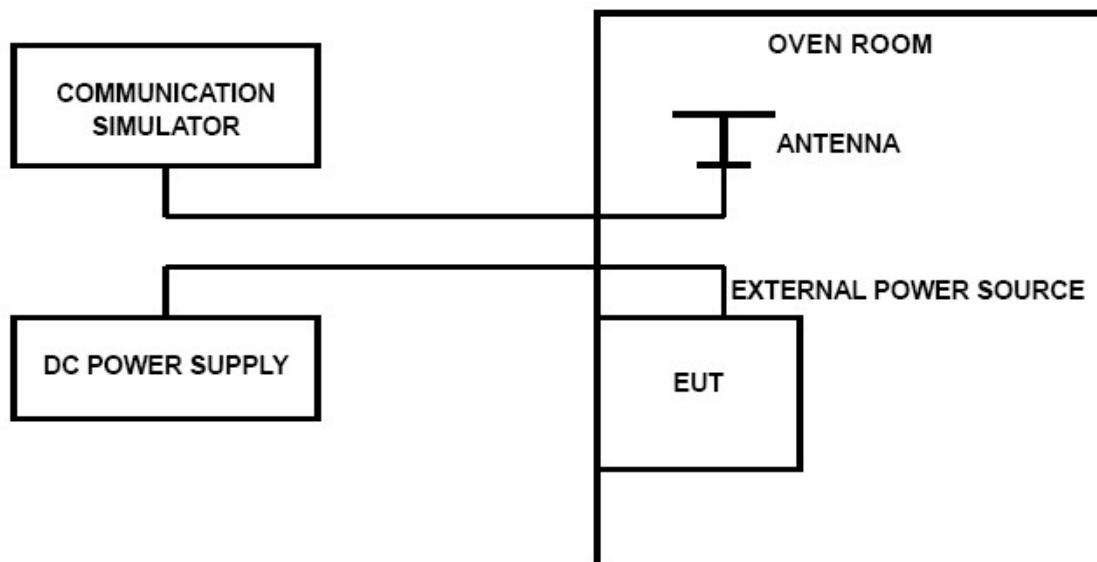 OVEN ROOM
COMMUNICATION
SIMULATOR
ANTENNA
EXTERNAL POWER SOURCE
DC POWER SUPPLY
EUT